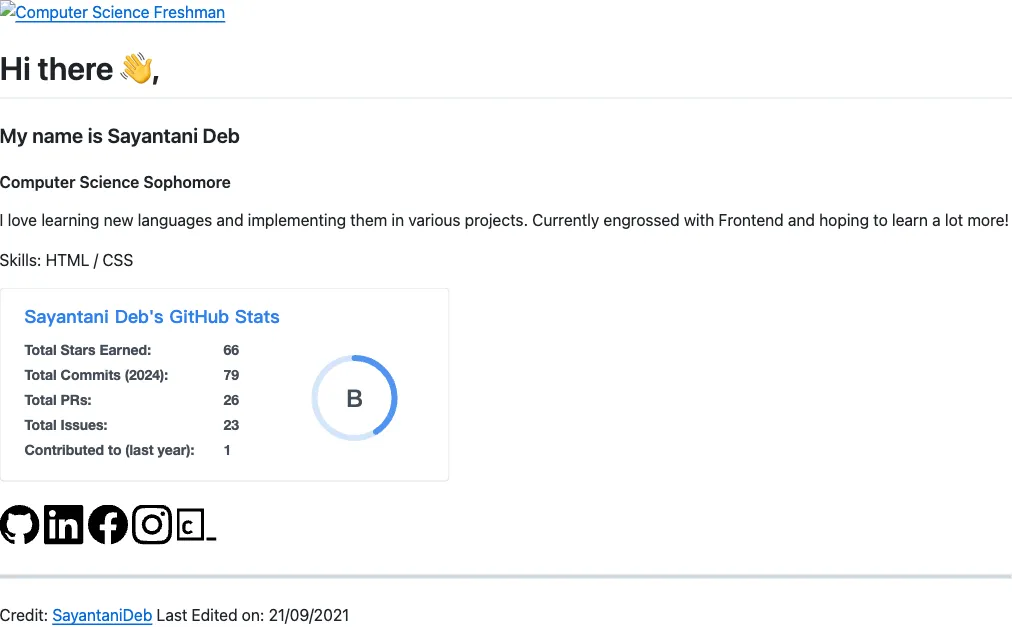 Computer Science Freshman
Hi there 👋,
My name is Sayantani Deb
Computer Science Sophomore
I love learning new languages and implementing them in various projects. Currently engrossed with Frontend and hoping to learn a lot more!
Skills: HTML / CSS
Sayantani Deb's GitHub Stats
Total Stars Earned: 66
Total Commits (2024): 79
Total PRs: 26
Total Issues: 23
Contributed to (last year): 1
B
in
c_
Credit: SayantaniDeb Last Edited on: 21/09/2021